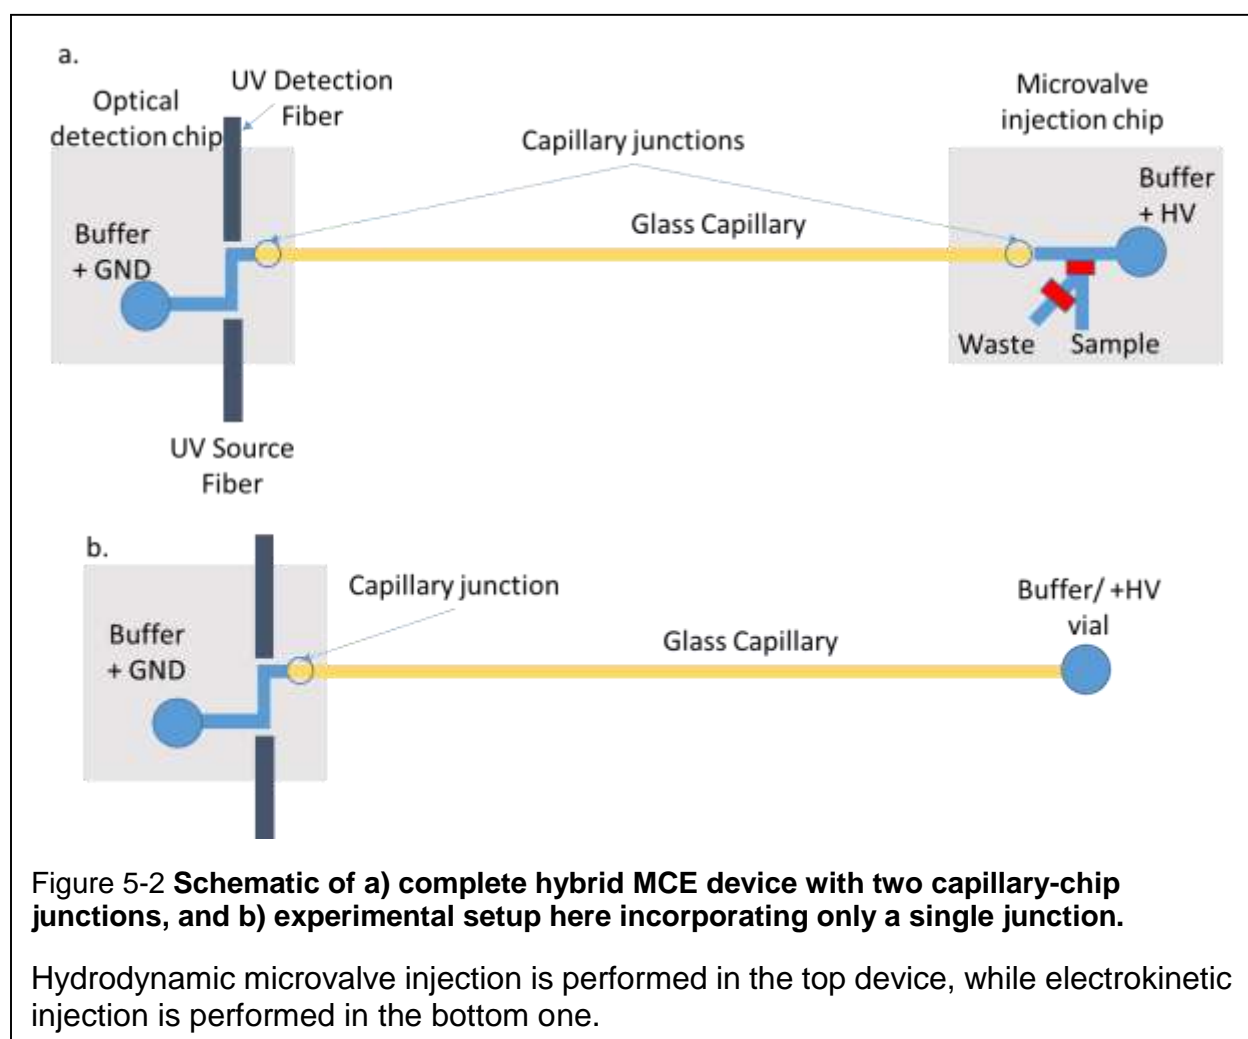 a.
UV Detection
Fiber
Optical
detection chip
Microvalve
injection chip
Capillary junctions
Buffer
+ HV
Glass Capillary
Buffer
+ GND
Waste
Sample
UV Source
Fiber
b.
Capillary junction
Buffer/ +HV
vial
Buffer
+ GND
Glass Capillary
Figure 5-2 Schematic of a) complete hybrid MCE device with two capillary-chip
junctions, and b) experimental setup here incorporating only a single junction.
Hydrodynamic microvalve injection is performed in the top device, while electrokinetic
injection is performed in the bottom one.